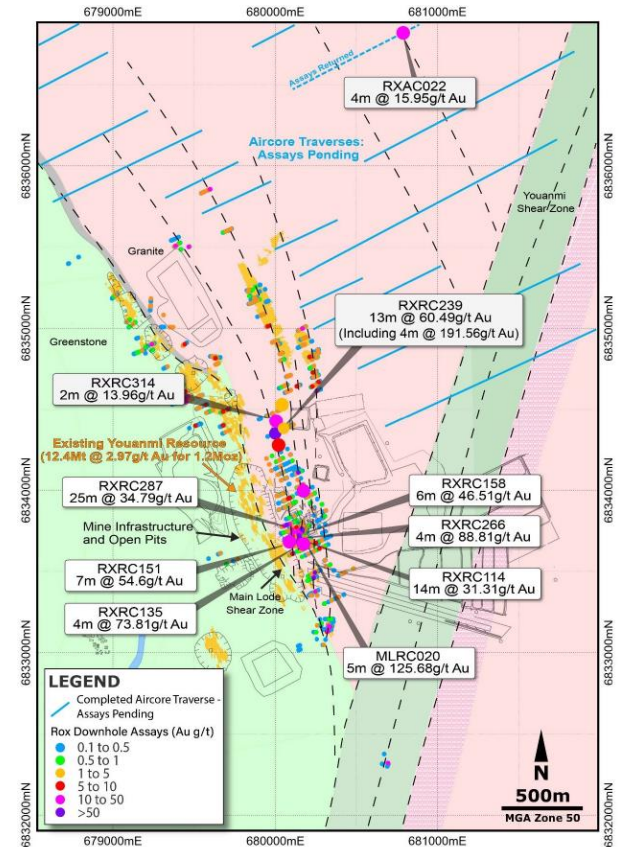 679000mE
680000mE
681000mE
Assays Returned
RXAC022
4m @ 15.95g/t Au
Aircore Traverses:
Assays Pending
6836000mN
6836000mN
Youanmi
Shear Zone
Granite
RXRC239
13m @ 60.49g/t Au
(Including 4m @ 191.56g/t Au)
6835000mN
6835000mN
Greenstone
RXRC314
2m @ 13.96g/t Au
Existing Youanmi Resource
(12.4Mt @ 2.97g/t Au for 1.2Moz)
RXRC287
25m @ 34.79g/t Au
RXRC158
6m @ 46.51g/t Au
6834000mN
6834000mN
Mine Infrastructure
and Open Pits
RXRC266
4m @ 88.81g/t Au
RXRC151
7m @ 54.6g/t Au
Main Lode
Shear Zone
RXRC114
14m @ 31.31g/t Au
RXRC135
4m @ 73.81g/t Au
MLRC020
5m @ 125.68g/t Au
6833000mN
6833000mN
LEGEND
Completed Aircore Traverse -
Assays Pending
Rox Downhole Assays (Au g/t)
0.1 to 0.5
0.5 to 1
1 to 5
5 to 10
10 to 50
>50
N
500m
MGA Zone 50
6832000mN
6832000mN
679000mE
680000mE
681000mE